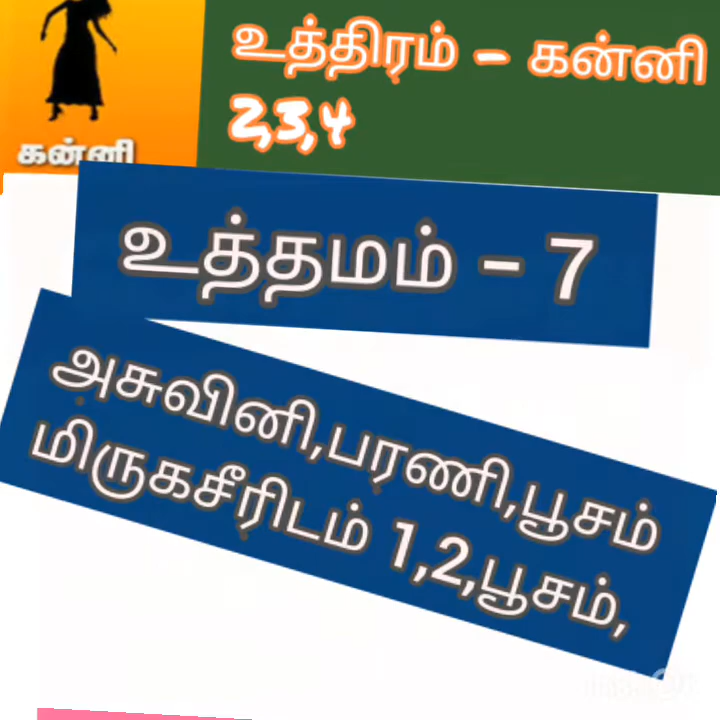 உத்திரம் – கன்னி
2,3,4
கன்னி
உத்தமம் – 7
அசுவினி,பரணி,பூசம்
மிருகசீரிடம் 1,2,பூசம்,